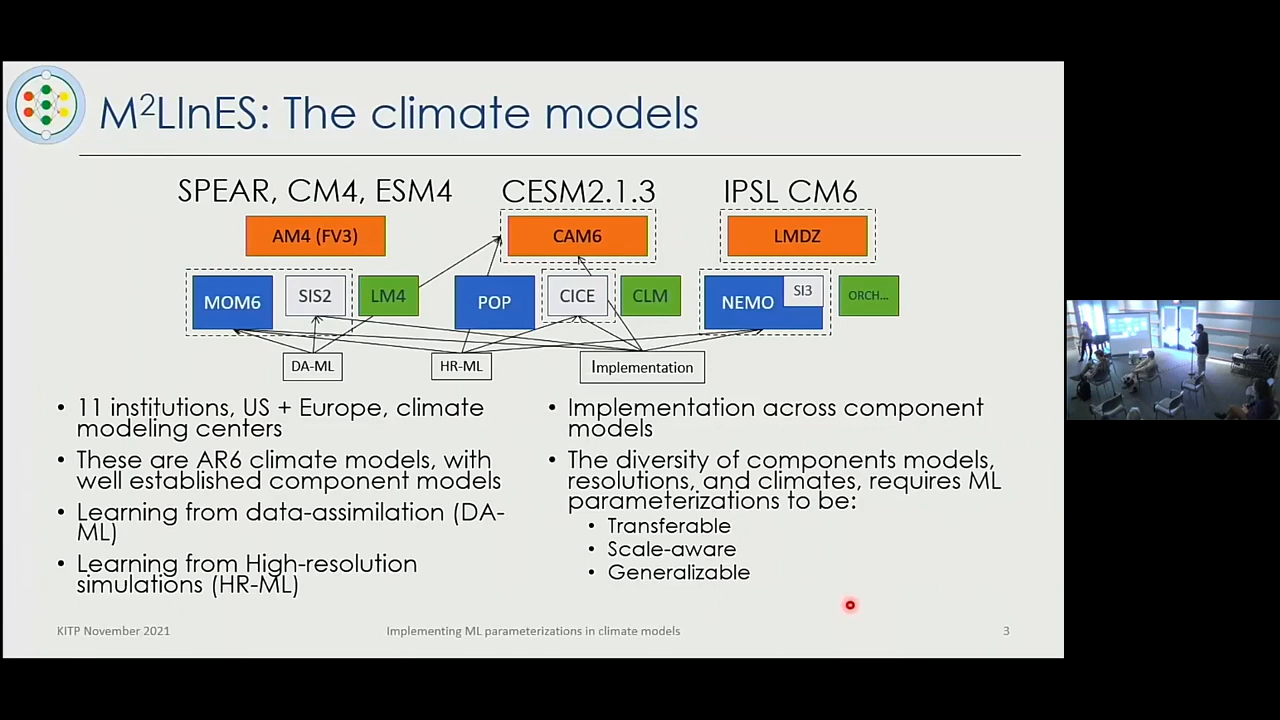 M²LInES: The climate models
SPEAR, CM4, ESM4
CESM2.1.3
IPSL CM6
AM4 (FV3)
CAM6
LMDZ
MOM6
SIS2
LM4
POP
CICE
CLM
NEMO
SI3
ORCH...
DA-ML
HR-ML
Implementation
• 11 institutions, US + Europe, climate
modeling centers
• These are AR6 climate models, with
well established component models
• Learning from data-assimilation (DA-
ML)
• Learning from High-resolution
simulations (HR-ML)
• Implementation across component
models
• The diversity of components models,
resolutions, and climates, requires ML
parameterizations to be:
• Transferable
• Scale-aware
• Generalizable
KITP November 2021
Implementing ML parameterizations in climate models
3